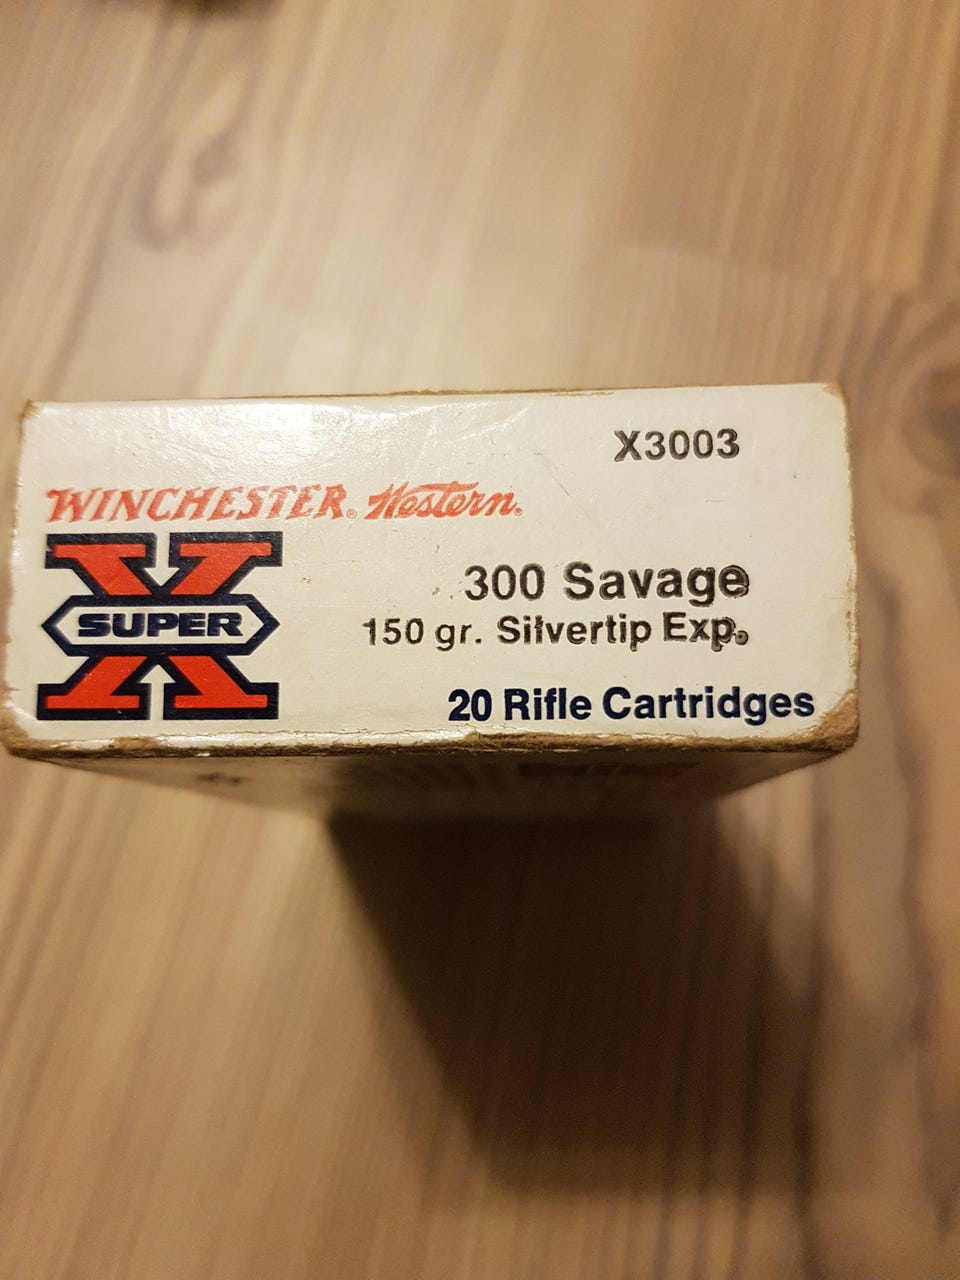 X3003
WINCHESTER® Western®
SUPER X
300 Savage
150 gr. Silvertip Exp.
20 Rifle Cartridges